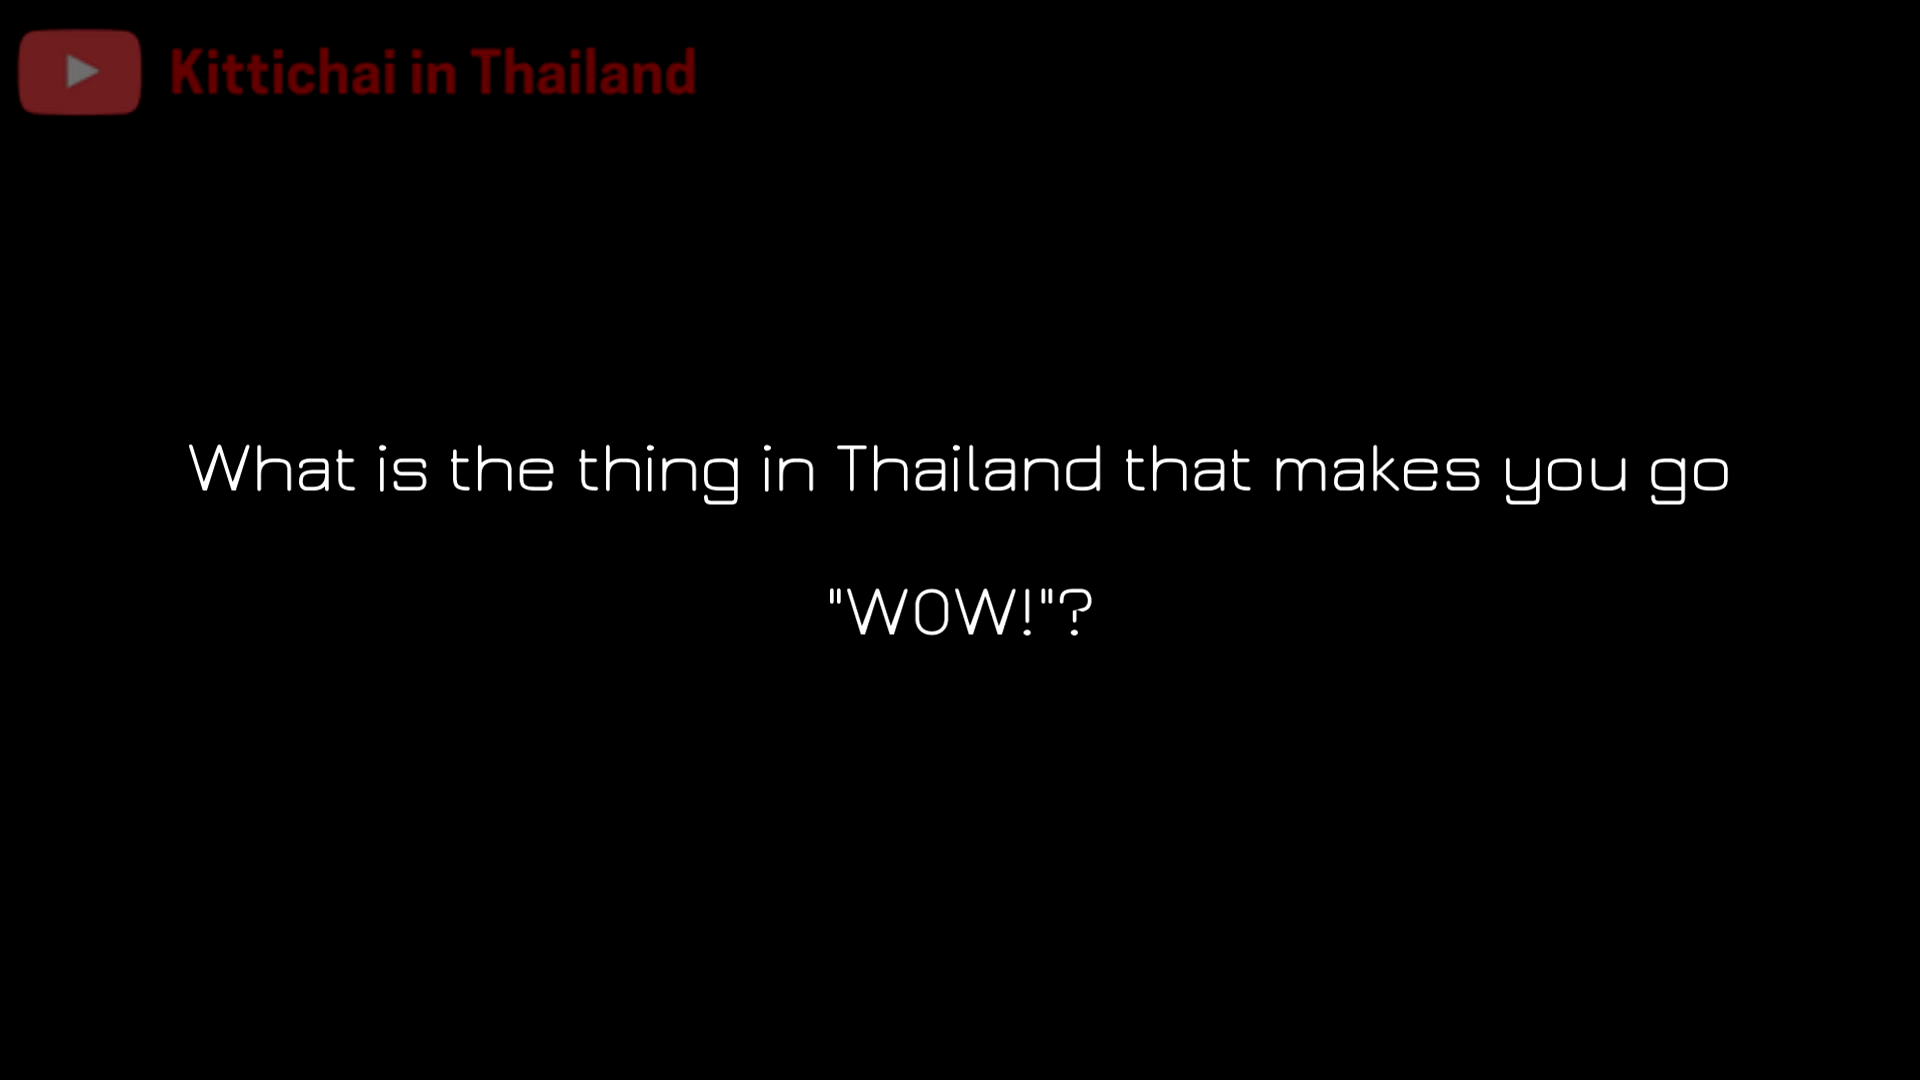 Kittichai in Thailand
What is the thing in Thailand that makes you go
"WOW!"?